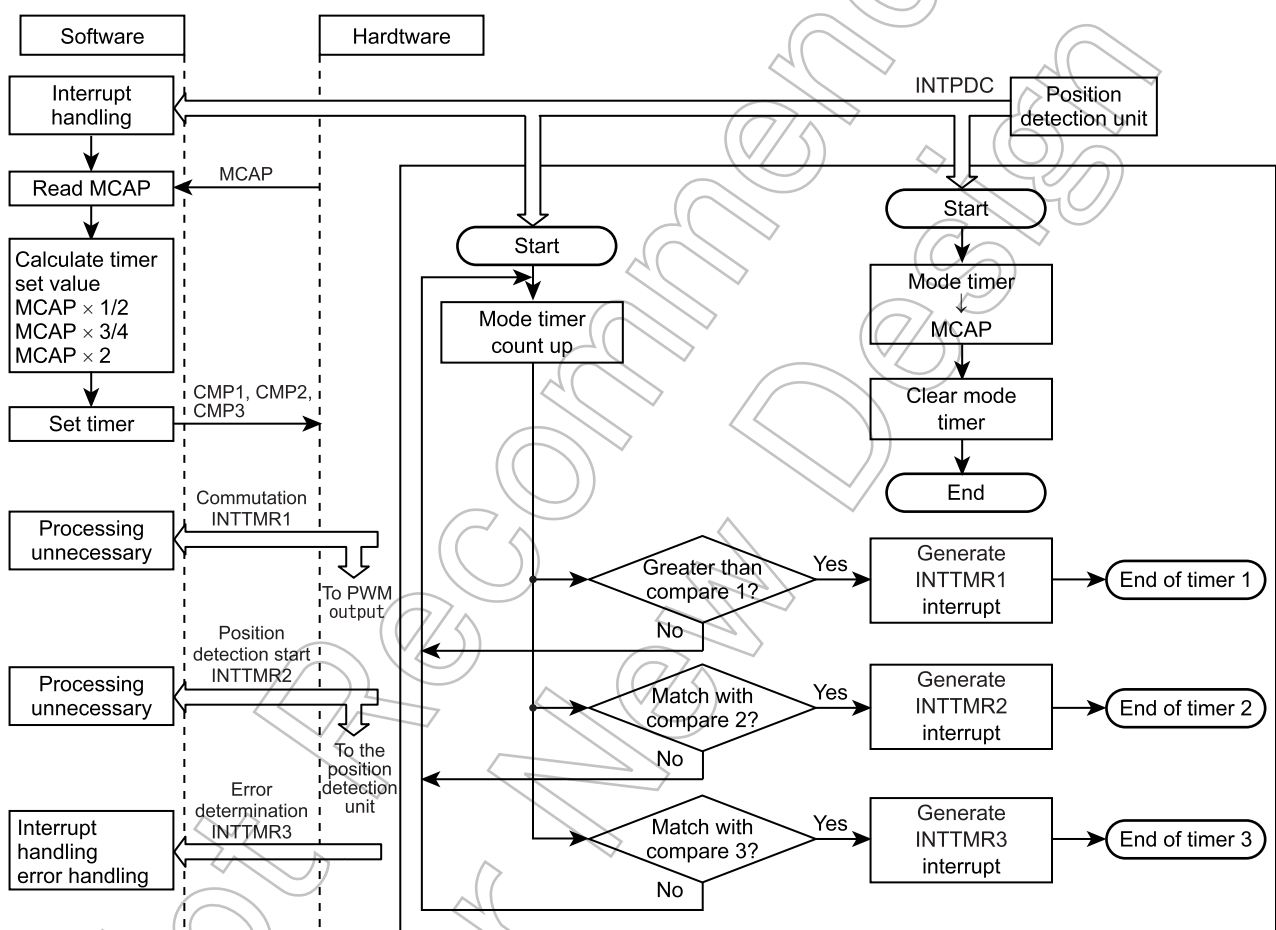 Software
Hardtware
Interrupt
handling
INTPDC
Position
detection unit
Read MCAP
MCAP
Calculate timer
set value
MCAP × 1/2
MCAP × 3/4
MCAP × 2
Set timer
CMP1, CMP2,
CMP3
Start
Mode timer
count up
Start
Mode timer
↓
MCAP
Clear mode
timer
End
Commutation
INTTMR1
Processing
unnecessary
To PWM
output
Greater than
compare 1?
Yes
No
Generate
INTTMR1
interrupt
End of timer 1
Position
detection start
INTTMR2
Processing
unnecessary
To the
position
detection
unit
Match with
compare 2?
Yes
No
Generate
INTTMR2
interrupt
End of timer 2
Error
determination
INTTMR3
Interrupt
handling
error handling
Match with
compare 3?
Yes
No
Generate
INTTMR3
interrupt
End of timer 3
ot Recommen
r New Design